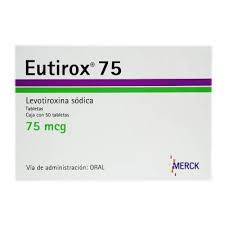 Eutirox® 75
Levotiroxina sódica
Tabletas
Caja con 50 tabletas
75 mcg
Vía de administración: ORAL
MERCK